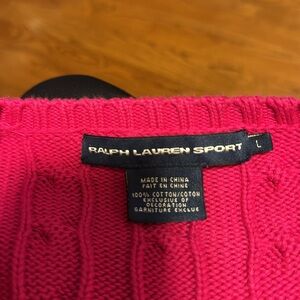 RALPH LAUREN SPORT
L
MADE IN CHINA
FAIT EN CHINE
100% COTTON/COTON
EXCLUSIVE OF
DECORATION
GARNITURE EXCLUE